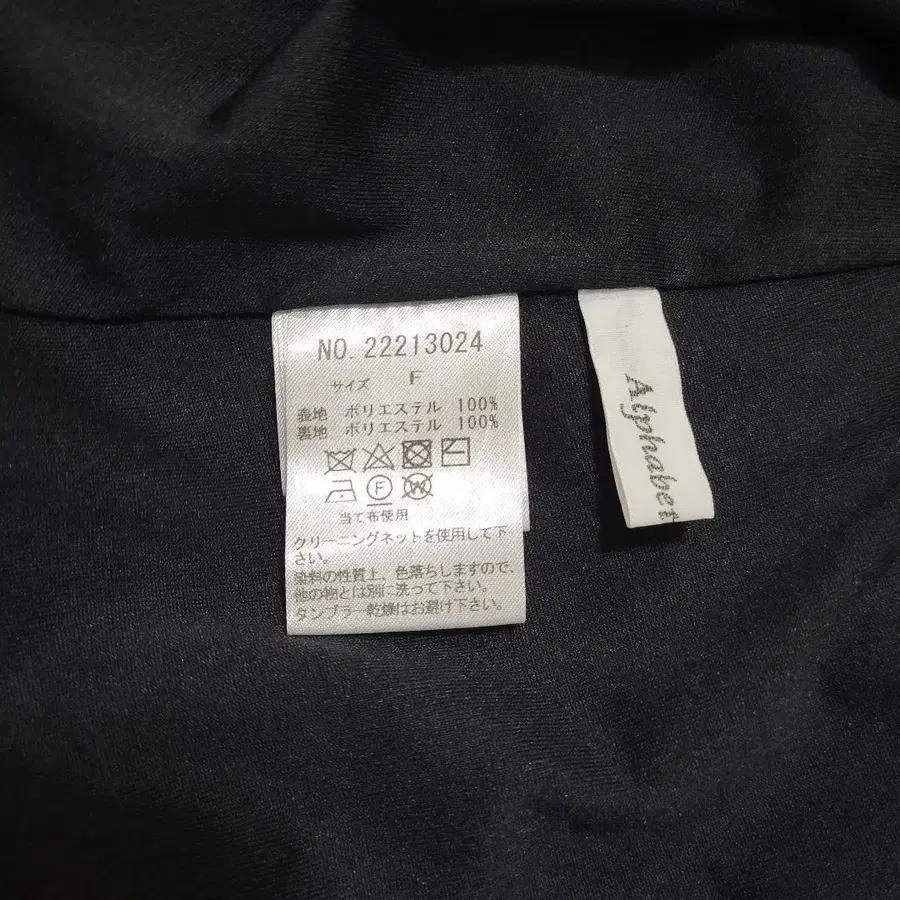 NO. 22213024
サイズ F
表地 ポリエステル 100%
裏地 ポリエステル 100%
F W
当て布使用
クリーニングネットを使用して下
さい。
染料の性質上、色落ちしますので、
他の物とは別に洗って下さい。
タンブラー乾燥はお避け下さい。
Alphabet